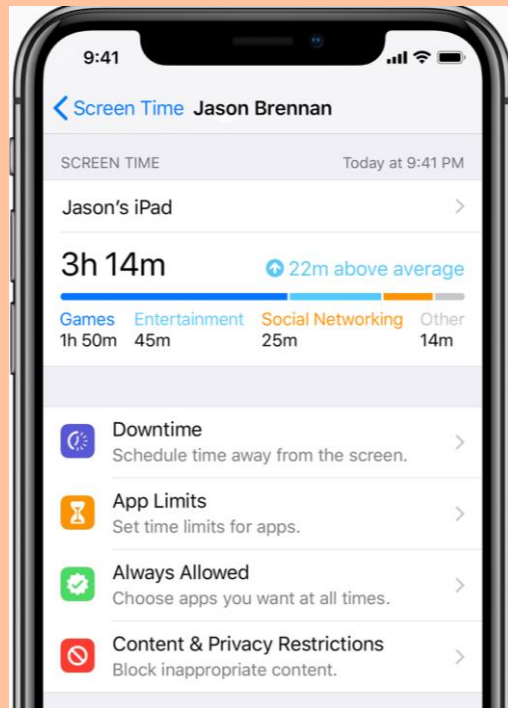 9:41
Screen Time Jason Brennan
SCREEN TIME Today at 9:41 PM
Jason's iPad
3h 14m 22m above average
Games Entertainment Social Networking Other
1h 50m 45m 25m 14m
Downtime
Schedule time away from the screen.
App Limits
Set time limits for apps.
Always Allowed
Choose apps you want at all times.
Content & Privacy Restrictions
Block inappropriate content.